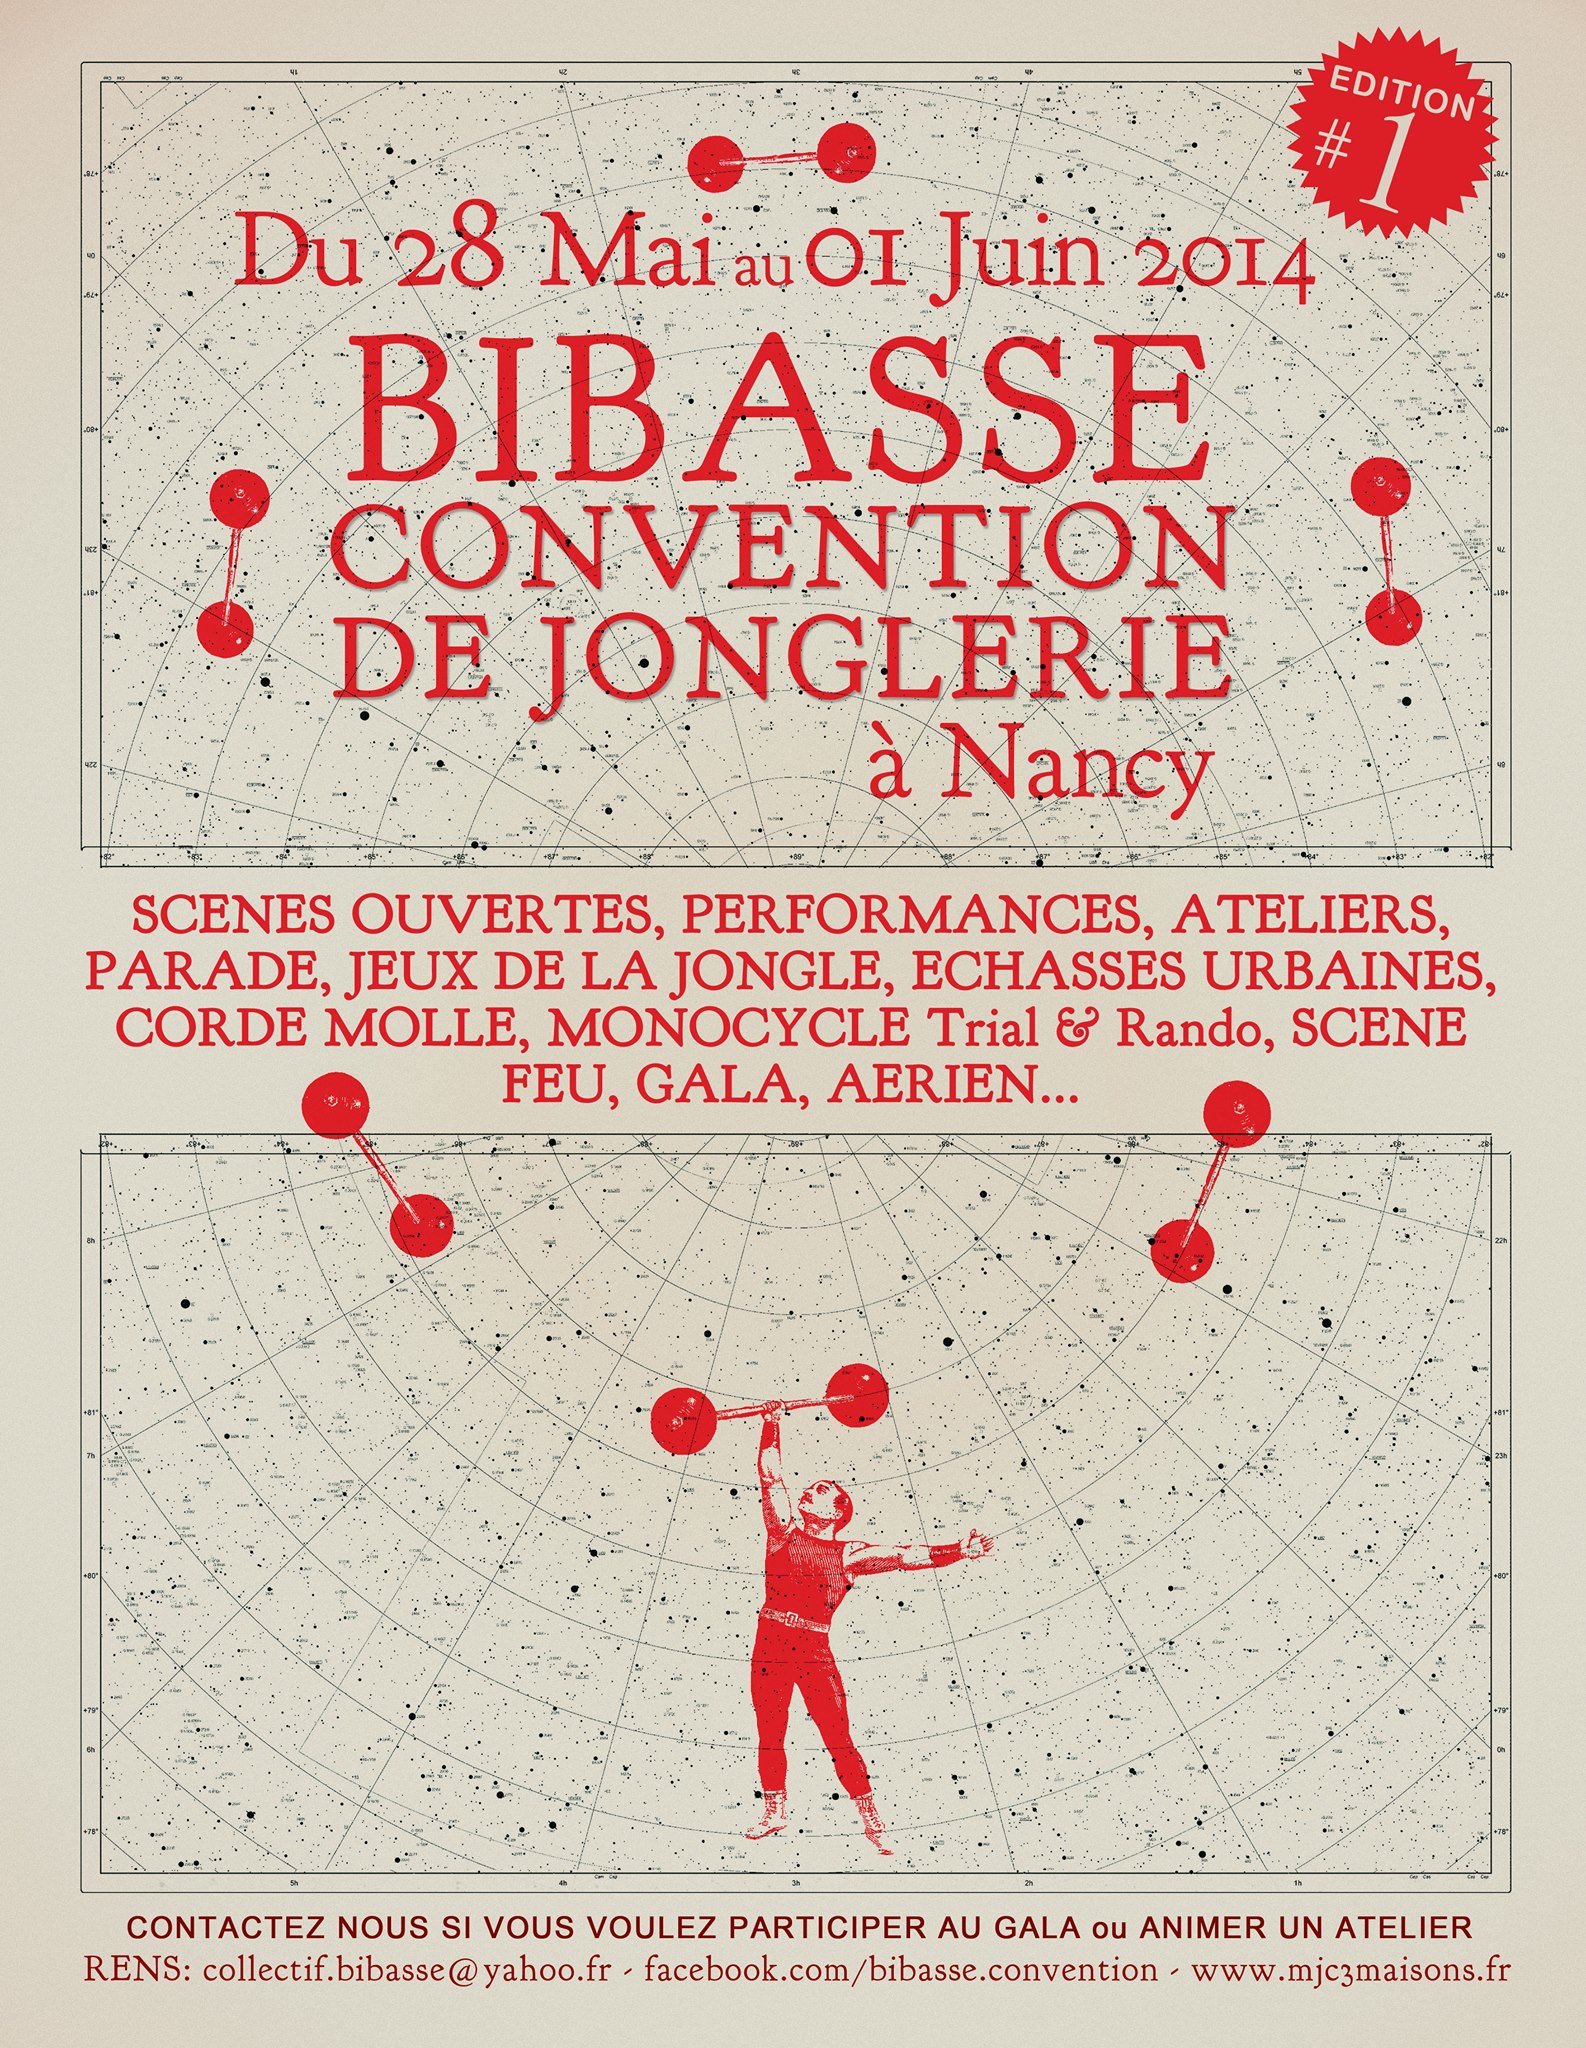 EDITION
#1
Du 28 Mai au 01 Juin 2014
BIBASSE
CONVENTION
DE JONGLERIE
à Nancy
SCENES OUVERTES, PERFORMANCES, ATELIERS,
PARADE, JEUX DE LA JONGLE, ECHASSES URBAINES,
CORDE MOLLE, MONOCYCLE Trial & Rando, SCENE
FEU, GALA, AERIEN...
CONTACTEZ NOUS SI VOUS VOULEZ PARTICIPER AU GALA ou ANIMER UN ATELIER
RENS: collectif.bibasse@yahoo.fr - facebook.com/bibasse.convention - www.mjc3maisons.fr